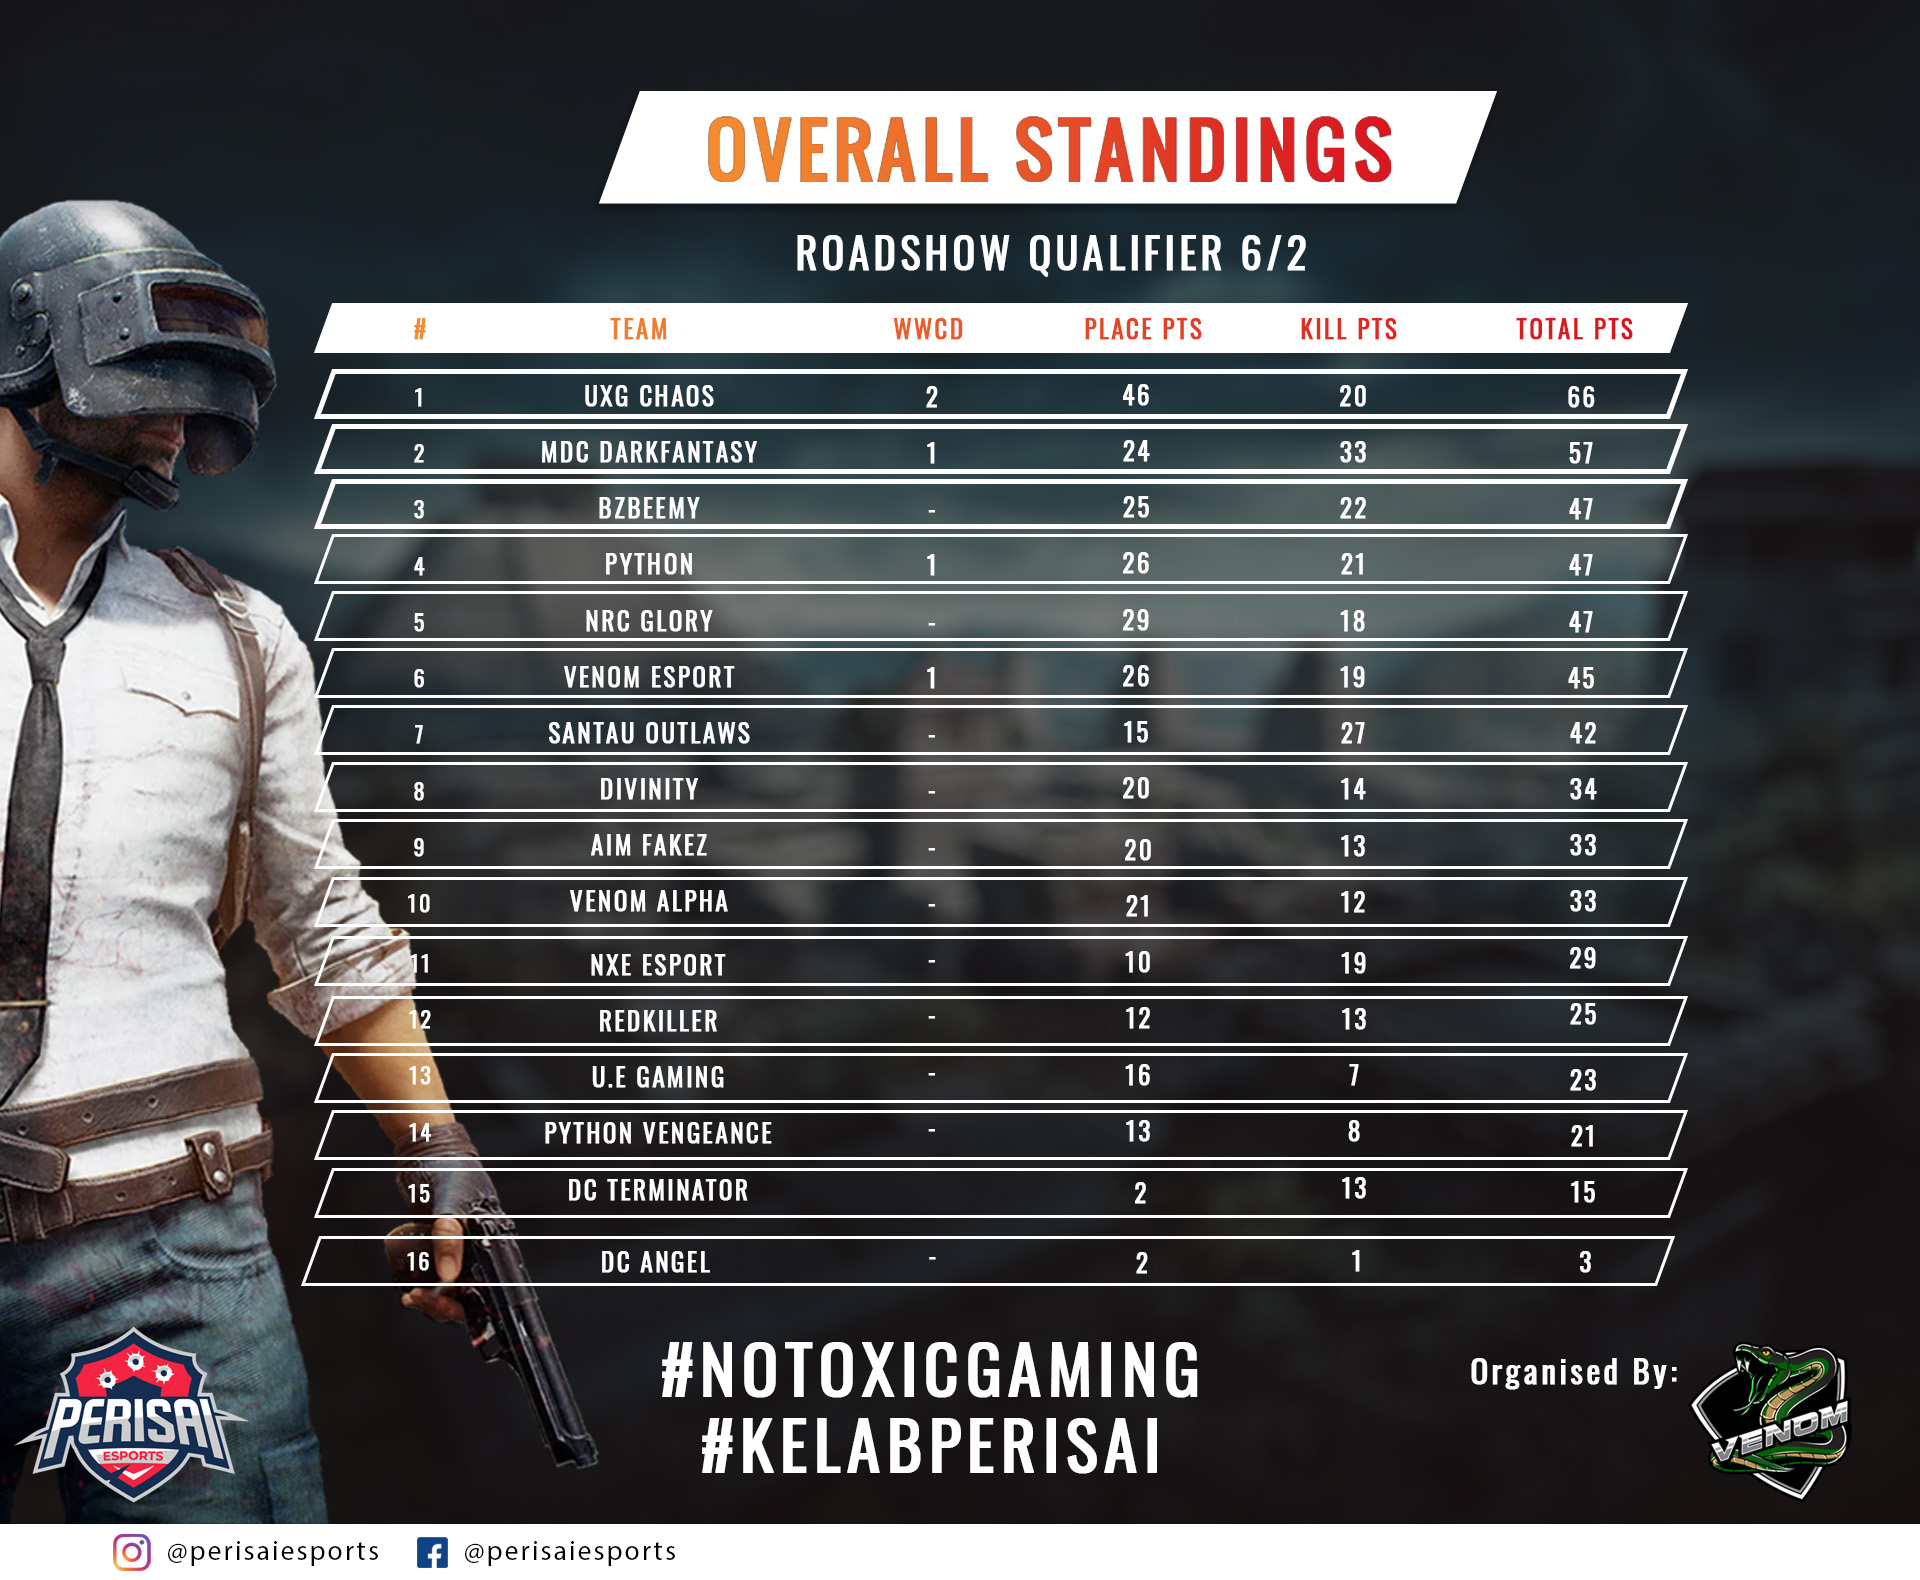 OVERALL STANDINGS
ROADSHOW QUALIFIER 6/2
# TEAM WWCD PLACE PTS KILL PTS TOTAL PTS
1 UXG CHAOS 2 46 20 66
2 MDC DARKFANTASY 1 24 33 57
3 BZBEEMY - 25 22 47
4 PYTHON 1 26 21 47
5 NRC GLORY - 29 18 47
6 VENOM ESPORT 1 26 19 45
7 SANTAU OUTLAWS - 15 27 42
8 DIVINITY - 20 14 34
9 AIM FAKEZ - 20 13 33
10 VENOM ALPHA - 21 12 33
11 NXE ESPORT - 10 19 29
12 REDKILLER - 12 13 25
13 U.E GAMING - 16 7 23
14 PYTHON VENGEANCE - 13 8 21
15 DC TERMINATOR 2 13 15
16 DC ANGEL - 2 1 3
#NOTOXICGAMING
#KELABPERISAI
Organised By:
VENOM
PERISAI
ESPORTS
@perisaiesports @perisaiesports